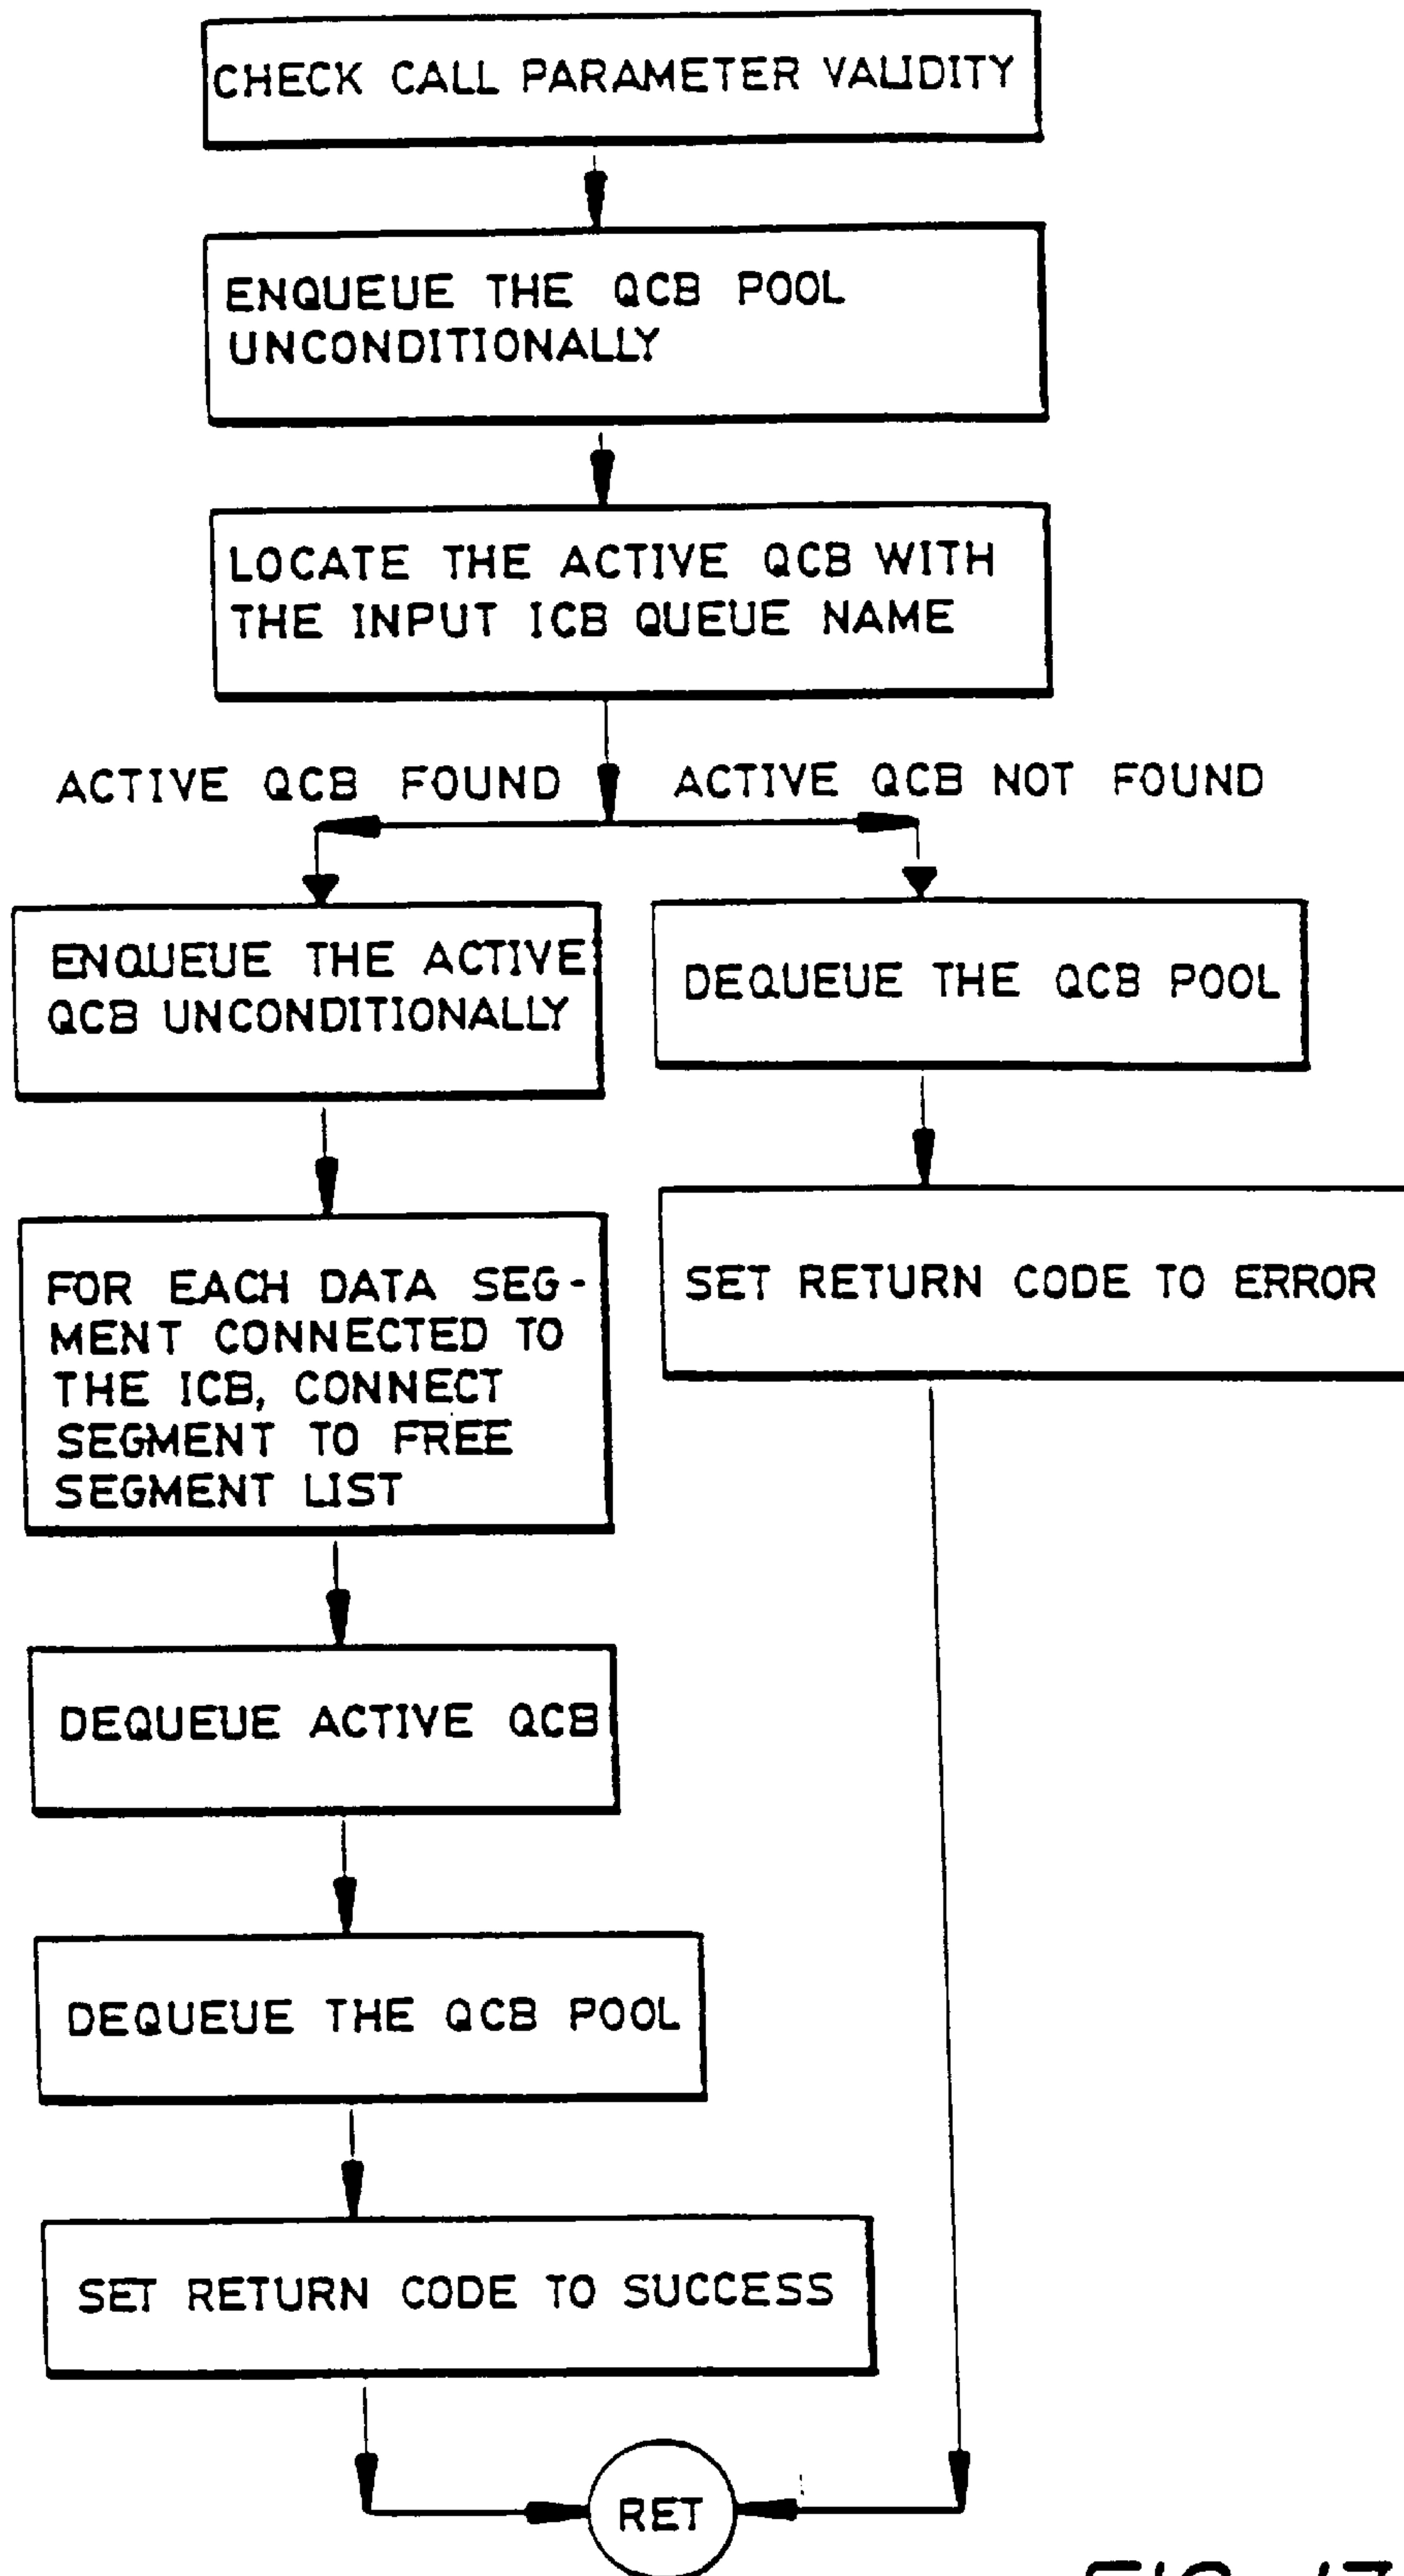 CHECK CALL PARAMETER VALIDITY
ENQUEUE THE QCB POOL
UNCONDITIONALLY
LOCATE THE ACTIVE QCB WITH
THE INPUT ICB QUEUE NAME
ACTIVE QCB FOUND
ACTIVE QCB NOT FOUND
ENQUEUE THE ACTIVE
QCB UNCONDITIONALLY
DEQUEUE THE QCB POOL
FOR EACH DATA SEG-
MENT CONNECTED TO
THE ICB, CONNECT
SEGMENT TO FREE
SEGMENT LIST
SET RETURN CODE TO ERROR
DEQUEUE ACTIVE QCB
DEQUEUE THE QCB POOL
SET RETURN CODE TO SUCCESS
RET